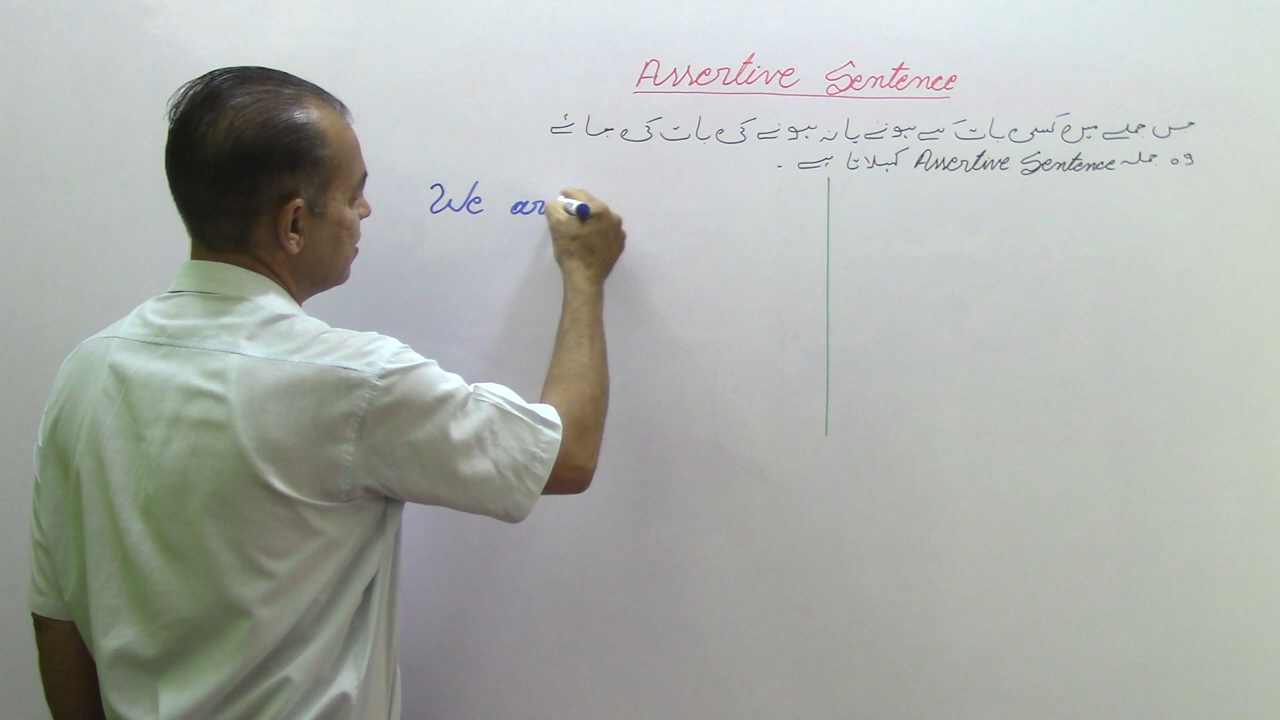 Assertive Sentence
جس جملے میں کسی بات کے ہونے یا نہ ہونے کی بات کی جائے
وہ جملہ Assertive Sentence کہلاتا ہے ۔
We ar